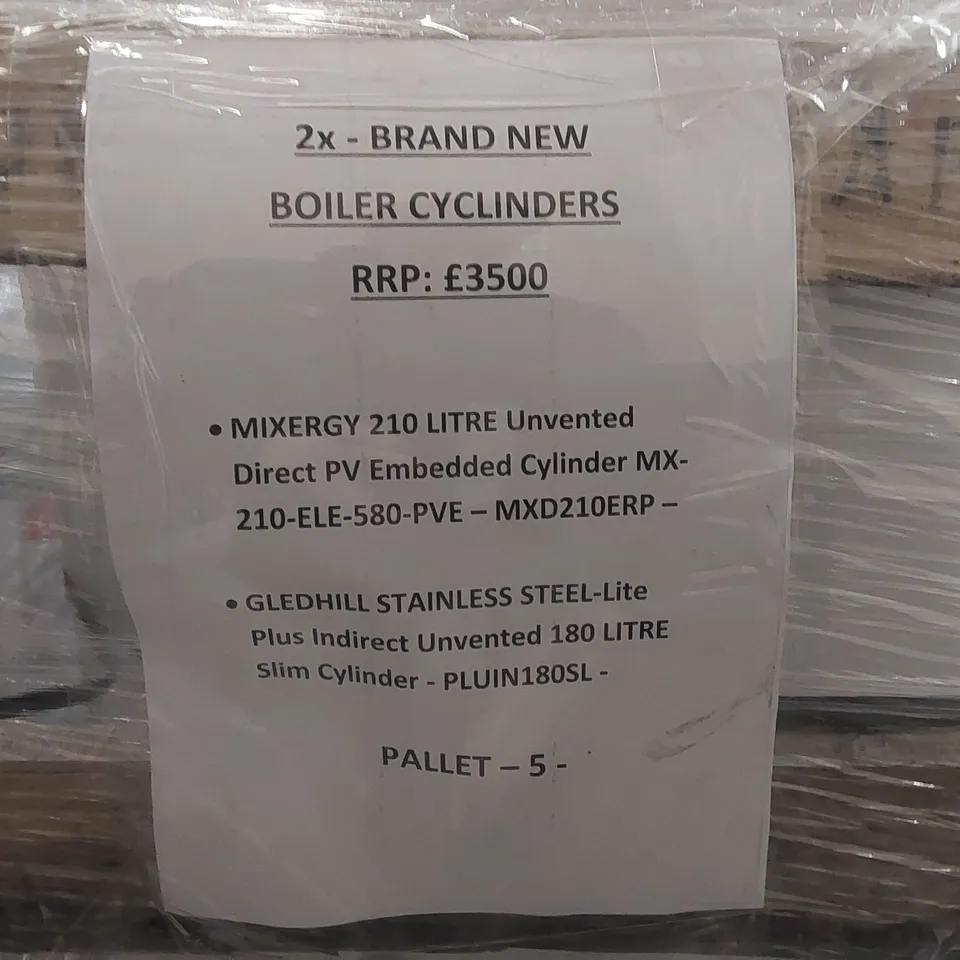 2x - BRAND NEW
BOILER CYCLINDERS
RRP: £3500
• MIXERGY 210 LITRE Unvented
Direct PV Embedded Cylinder MX-
210-ELE-580-PVE – MXD210ERP –
• GLEDHILL STAINLESS STEEL-Lite
Plus Indirect Unvented 180 LITRE
Slim Cylinder - PLUIN180SL -
PALLET – 5 -